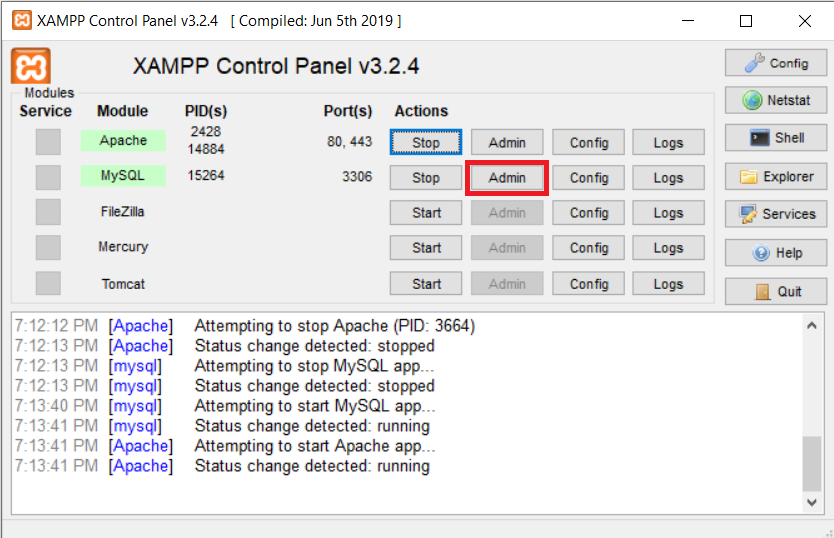 XAMPP Control Panel v3.2.4 [ Compiled: Jun 5th 2019 ]
XAMPP Control Panel v3.2.4
Config
Modules
Service Module PID(s) Port(s) Actions
Netstat
Apache 2428 14884 80, 443 Stop Admin Config Logs
Shell
MySQL 15264 3306 Stop Admin Config Logs
Explorer
FileZilla Start Admin Config Logs
Services
Mercury Start Admin Config Logs
Help
Tomcat Start Admin Config Logs
Quit
7:12:12 PM [Apache] Attempting to stop Apache (PID: 3664)
7:12:13 PM [Apache] Status change detected: stopped
7:12:13 PM [mysql] Attempting to stop MySQL app...
7:12:13 PM [mysql] Status change detected: stopped
7:13:40 PM [mysql] Attempting to start MySQL app...
7:13:41 PM [mysql] Status change detected: running
7:13:41 PM [Apache] Attempting to start Apache app...
7:13:41 PM [Apache] Status change detected: running